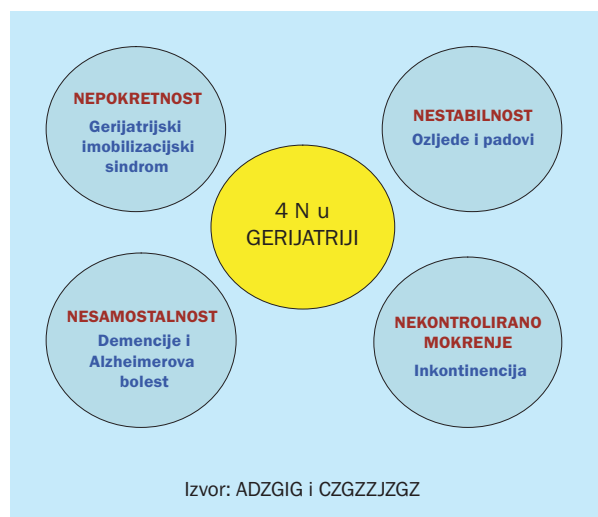 NEPOKRETNOST
Gerijatrijski
imobilizacijski
sindrom
NESTABILNOST
Ozljede i padovi
4 N u
GERIJATRIJI
NESAMOSTALNOST
Demencije i
Alzheimerova
bolest
NEKONTROLIRANO
MOKRENJE
Inkontinencija
Izvor: ADZGIG i CZGZZJZGZ